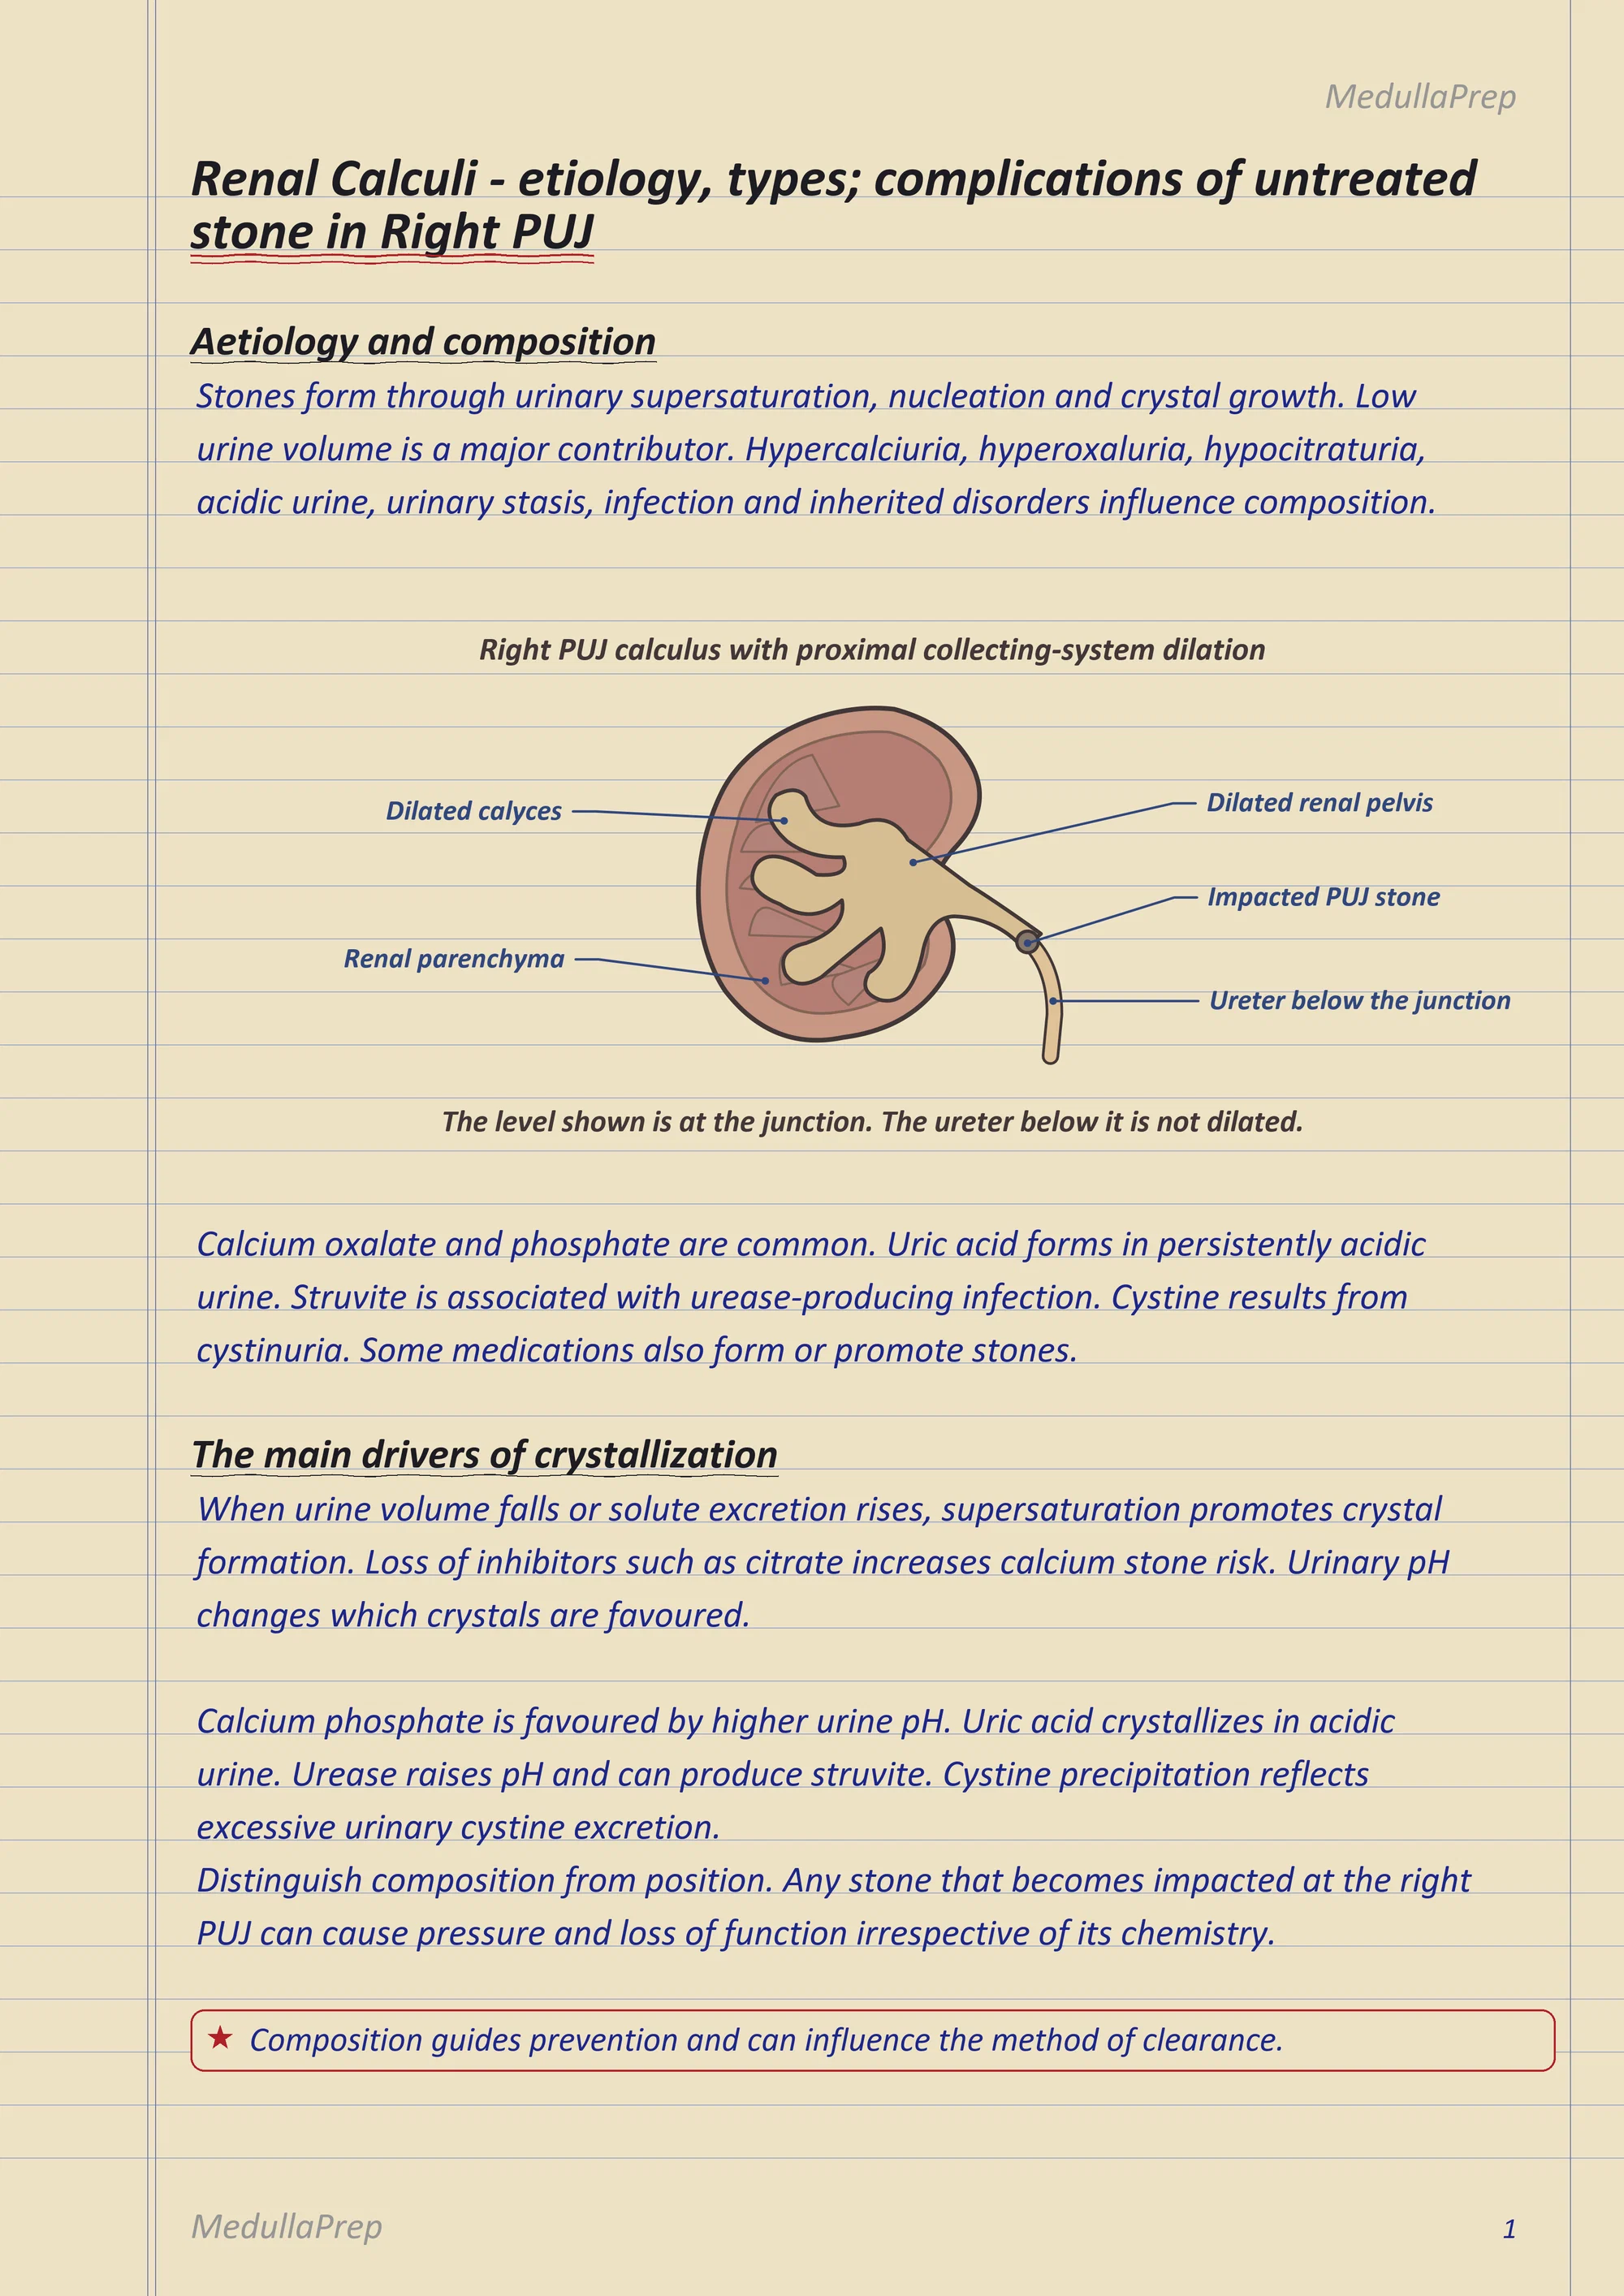 MedullaPrep
Renal Calculi - etiology, types; complications of untreated
stone in Right PUJ
Aetiology and composition
Stones form through urinary supersaturation, nucleation and crystal growth. Low
urine volume is a major contributor. Hypercalciuria, hyperoxaluria, hypocitraturia,
acidic urine, urinary stasis, infection and inherited disorders influence composition.
Right PUJ calculus with proximal collecting-system dilation
Dilated calyces
Dilated renal pelvis
Impacted PUJ stone
Renal parenchyma
Ureter below the junction
The level shown is at the junction. The ureter below it is not dilated.
Calcium oxalate and phosphate are common. Uric acid forms in persistently acidic
urine. Struvite is associated with urease-producing infection. Cystine results from
cystinuria. Some medications also form or promote stones.
The main drivers of crystallization
When urine volume falls or solute excretion rises, supersaturation promotes crystal
formation. Loss of inhibitors such as citrate increases calcium stone risk. Urinary pH
changes which crystals are favoured.
Calcium phosphate is favoured by higher urine pH. Uric acid crystallizes in acidic
urine. Urease raises pH and can produce struvite. Cystine precipitation reflects
excessive urinary cystine excretion.
Distinguish composition from position. Any stone that becomes impacted at the right
PUJ can cause pressure and loss of function irrespective of its chemistry.
★ Composition guides prevention and can influence the method of clearance.
MedullaPrep
1